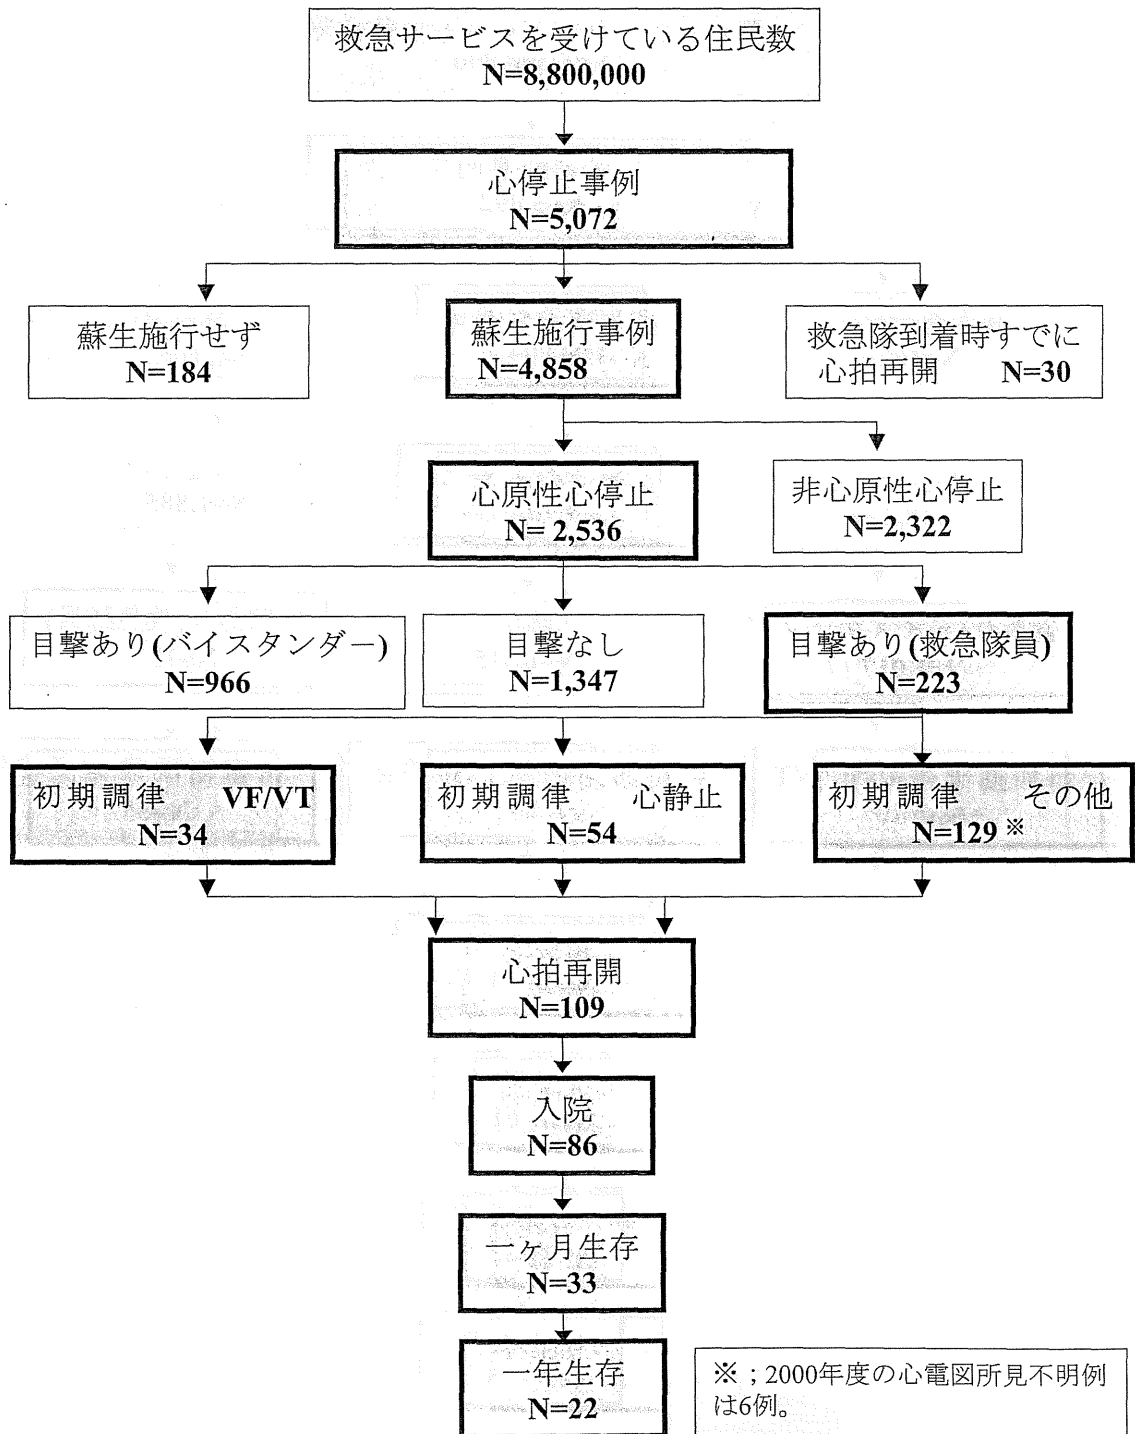 救急サービスを受けている住民数
N=8,800,000
心停止事例
N=5,072
蘇生施行せず
N=184
蘇生施行事例
N=4,858
救急隊到着時すでに
心拍再開 N=30
心原性心停止
N= 2,536
非心原性心停止
N=2,322
目撃あり(バイスタンダー)
N=966
目撃なし
N=1,347
目撃あり(救急隊員)
N=223
初期調律 VF/VT
N=34
初期調律 心静止
N=54
初期調律 その他
N=129※
心拍再開
N=109
入院
N=86
一ヶ月生存
N=33
一年生存
N=22
※；2000年度の心電図所見不明例
は6例。